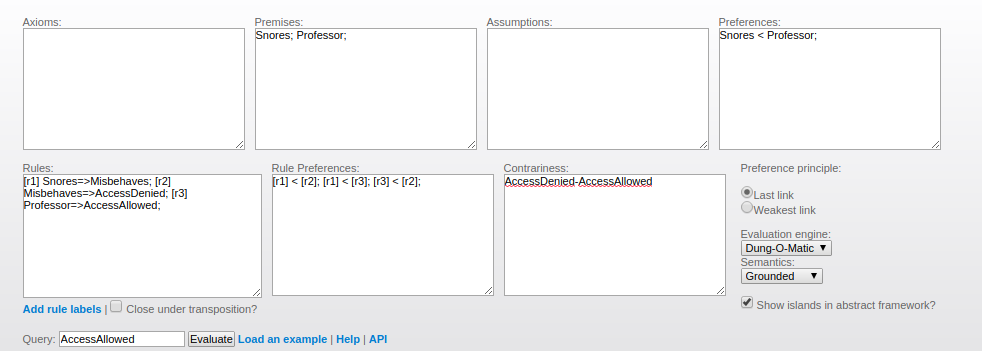 Axioms: Premises: Assumptions: Preferences:
Snores; Professor; Snores < Professor;
Rules: Rule Preferences: Contrariness: Preference principle:
[r1] Snores=>Misbehaves; [r2]
Misbehaves=>AccessDenied; [r3]
Professor=>AccessAllowed;
[r1] < [r2]; [r1] < [r3]; [r3] < [r2];
AccessDenied-AccessAllowed
Last link
Weakest link
Evaluation engine:
Dung-O-Matic
Semantics:
Grounded
Show islands in abstract framework?
Add rule labels | Close under transposition?
Query: AccessAllowed Evaluate Load an example | Help | API